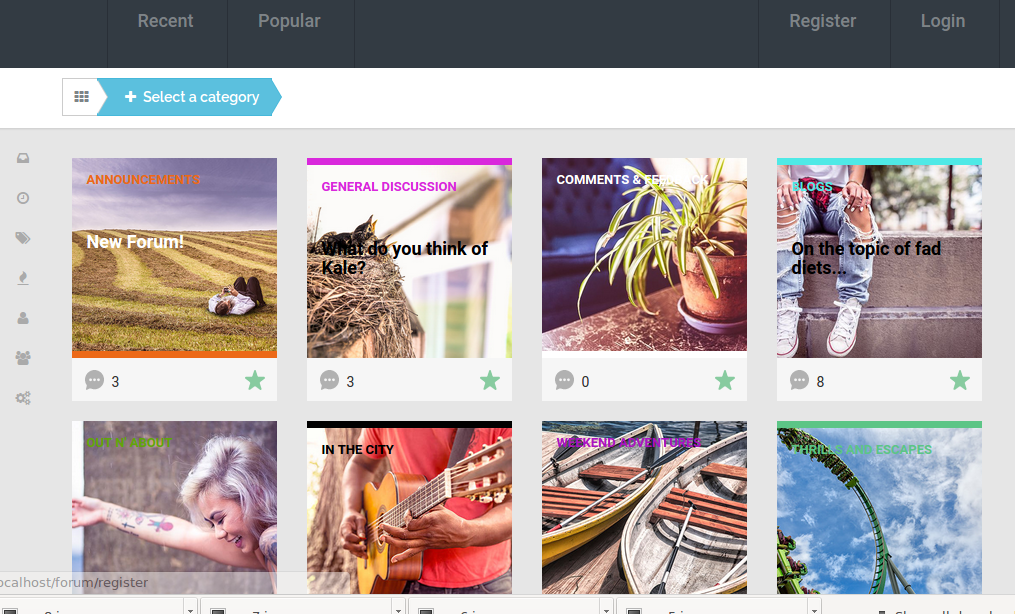 Recent Popular Register Login
Select a category
ANNOUNCEMENTS
New Forum!
3
GENERAL DISCUSSION
What do you think of
Kale?
3
COMMENTS & FEEDBACK
0
BLOGS
On the topic of fad
diets...
8
OUT N' ABOUT
IN THE CITY
WEEKEND ADVENTURES
THRILLS AND ESCAPES
ocalhost/forum/register